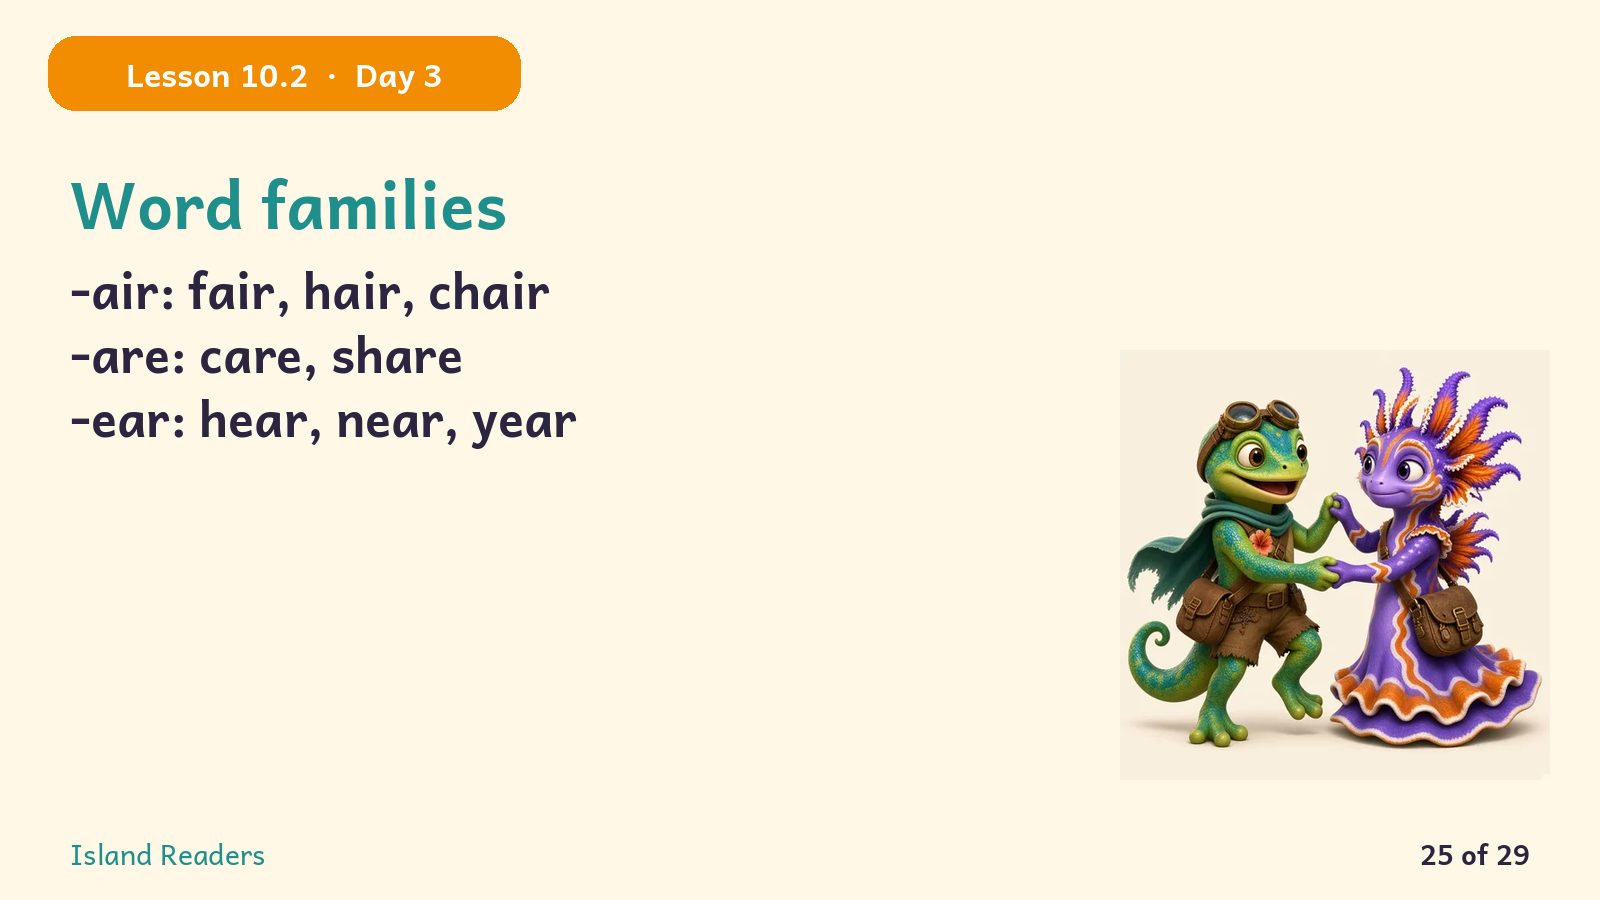 Lesson 10.2 · Day 3
Word families
-air: fair, hair, chair
-are: care, share
-ear: hear, near, year
Island Readers
25 of 29